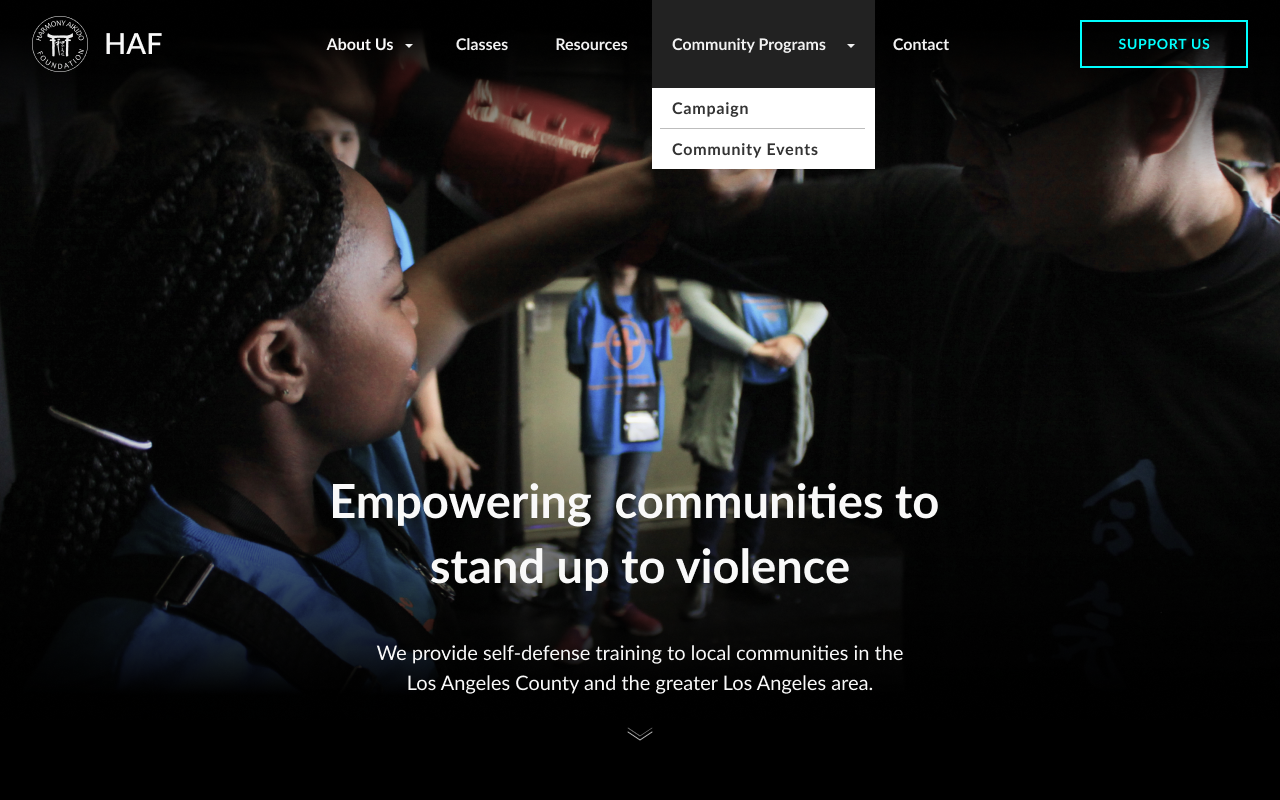 HARMONY AIKIDO
FOUNDATION
HAF
About Us
Classes
Resources
Community Programs
Contact
SUPPORT US
Campaign
Community Events
Empowering communities to
stand up to violence
We provide self-defense training to local communities in the
Los Angeles County and the greater Los Angeles area.